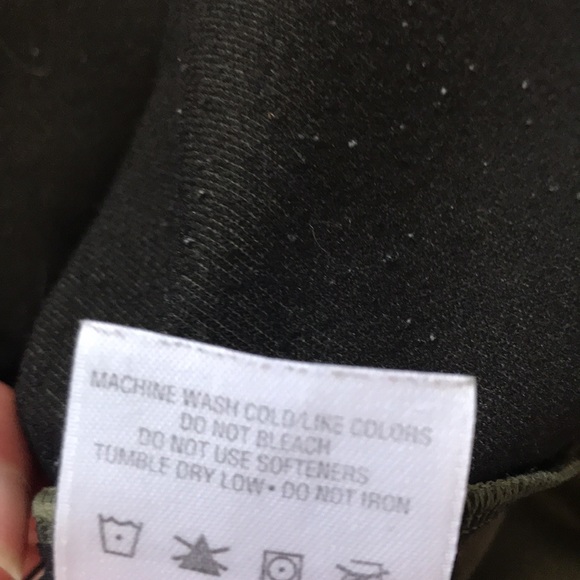 MACHINE WASH COLD/LIKE COLORS
DO NOT BLEACH
DO NOT USE SOFTENERS
TUMBLE DRY LOW • DO NOT IRON